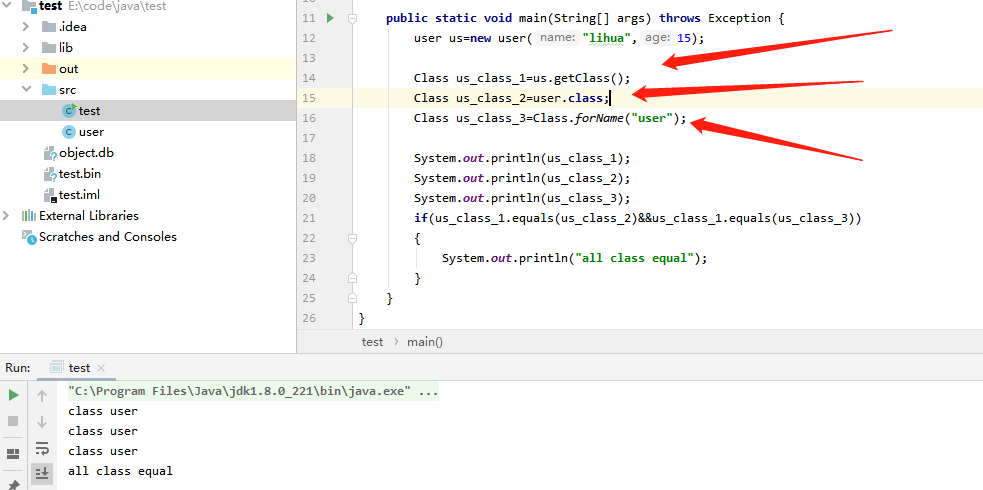 test E:\code\java\test
.idea
lib
out
src
test
user
object.db
test.bin
test.iml
External Libraries
Scratches and Consoles
11 public static void main(String[] args) throws Exception {
12 user us=new user( name: "lihua", age: 15);
13
14 Class us_class_1=us.getClass();
15 Class us_class_2=user.class;
16 Class us_class_3=Class.forName("user");
17
18 System.out.println(us_class_1);
19 System.out.println(us_class_2);
20 System.out.println(us_class_3);
21 if(us_class_1.equals(us_class_2)&&us_class_1.equals(us_class_3))
22 {
23 System.out.println("all class equal");
24 }
25 }
26 }
test > main()
Run: test
"C:\Program Files\Java\jdk1.8.0_221\bin\java.exe" ...
class user
class user
class user
all class equal